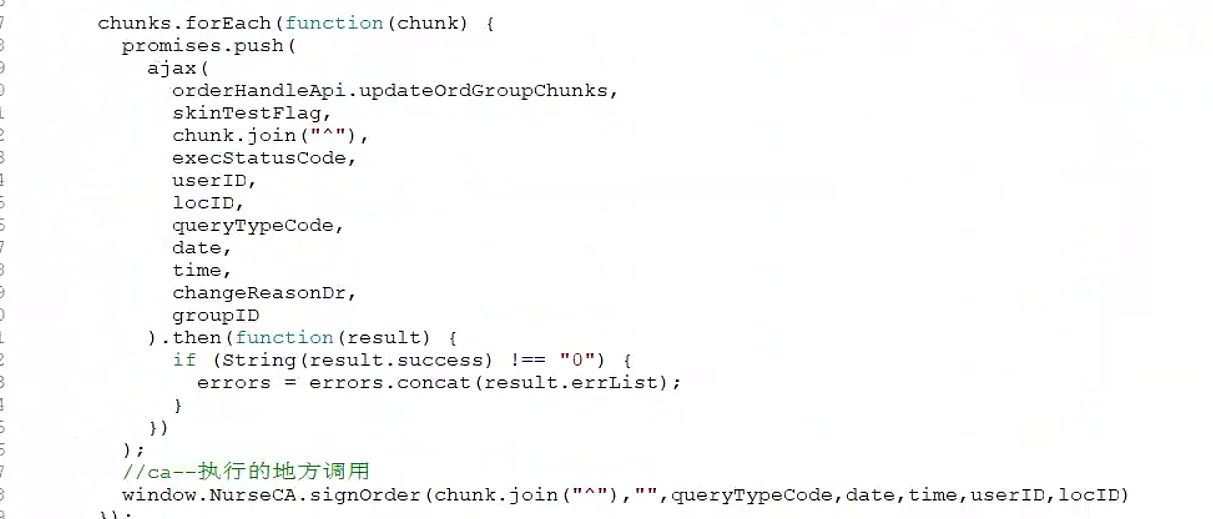 chunks.forEach(function(chunk) {
promises.push(
ajax(
orderHandleApi.updateOrdGroupChunks,
skinTestFlag,
chunk.join("^"),
execStatusCode,
userID,
locID,
queryTypeCode,
date,
time,
changeReasonDr,
groupID
).then(function(result) {
if (String(result.success) !== "0") {
errors = errors.concat(result.errList);
}
})
);
//ca--执行的地方调用
window.NurseCA.signOrder(chunk.join("^"),"",queryTypeCode,date,time,userID,locID)
});